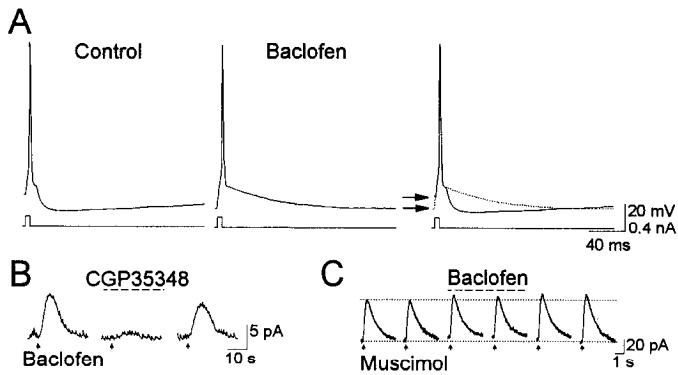 A
Control
Baclofen
20 mV
0.4 nA
40 ms
B
CGP35348
Baclofen
5 pA
10 s
C
Baclofen
Muscimol
20 pA
1 s